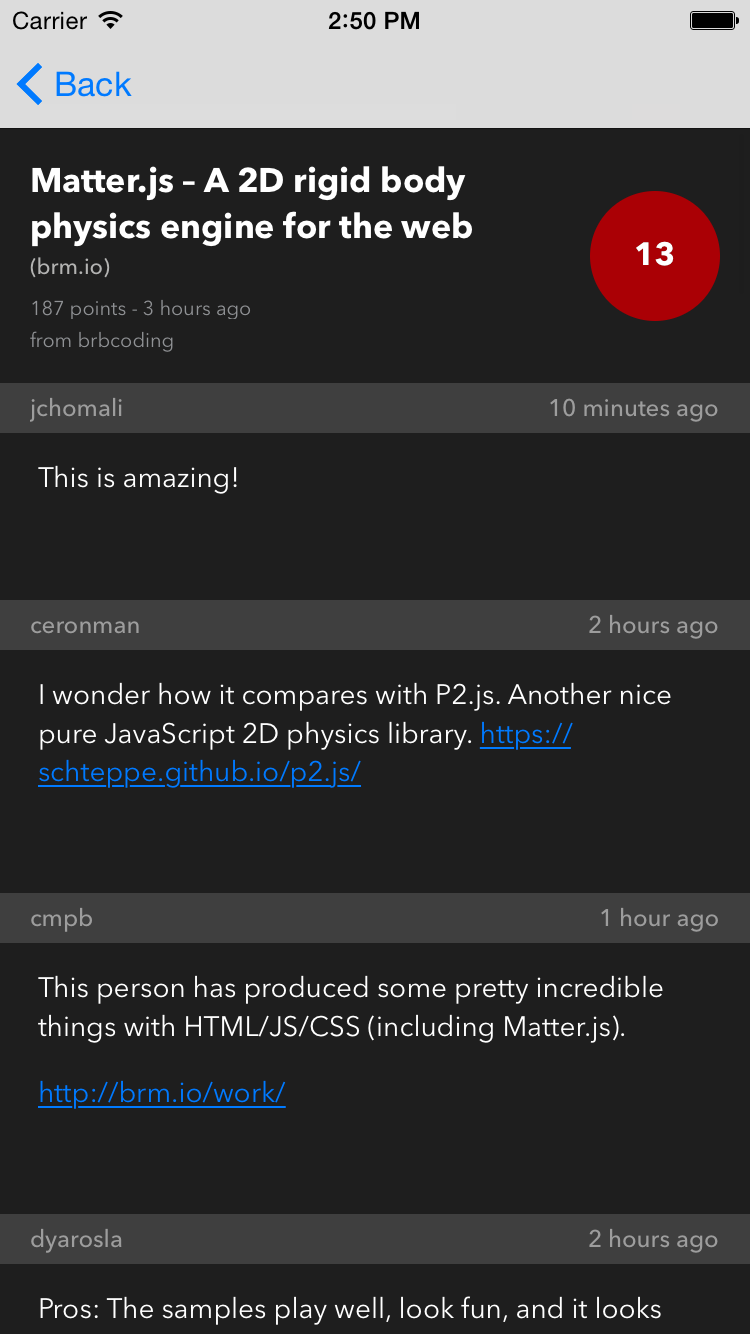 Carrier 2:50 PM
Back
Matter.js – A 2D rigid body
physics engine for the web
(brm.io)
187 points - 3 hours ago
from brbcoding
13
jchomali 10 minutes ago
This is amazing!
ceronman 2 hours ago
I wonder how it compares with P2.js. Another nice
pure JavaScript 2D physics library. https://
schteppe.github.io/p2.js/
cmpb 1 hour ago
This person has produced some pretty incredible
things with HTML/JS/CSS (including Matter.js).
http://brm.io/work/
dyarosla 2 hours ago
Pros: The samples play well, look fun, and it looks